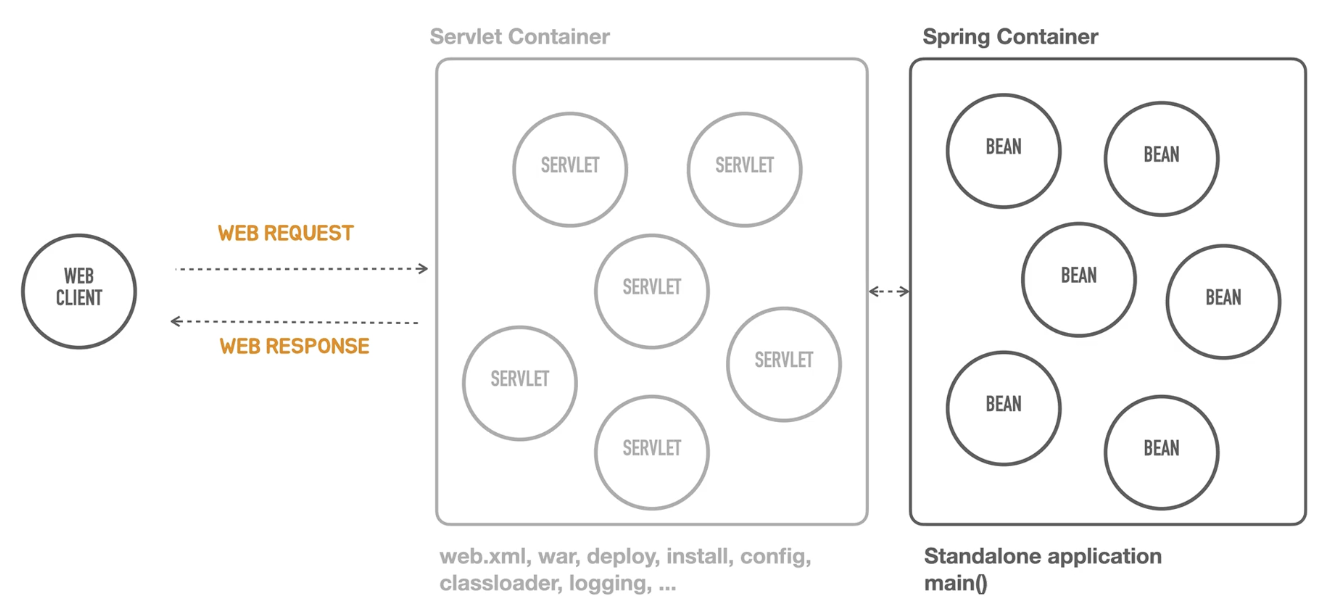 Servlet Container
Spring Container
SERVLET
SERVLET
BEAN
BEAN
WEB REQUEST
WEB
CLIENT
SERVLET
BEAN
BEAN
WEB RESPONSE
SERVLET
SERVLET
BEAN
SERVLET
BEAN
web.xml, war, deploy, install, config,
classloader, logging, ...
Standalone application
main()